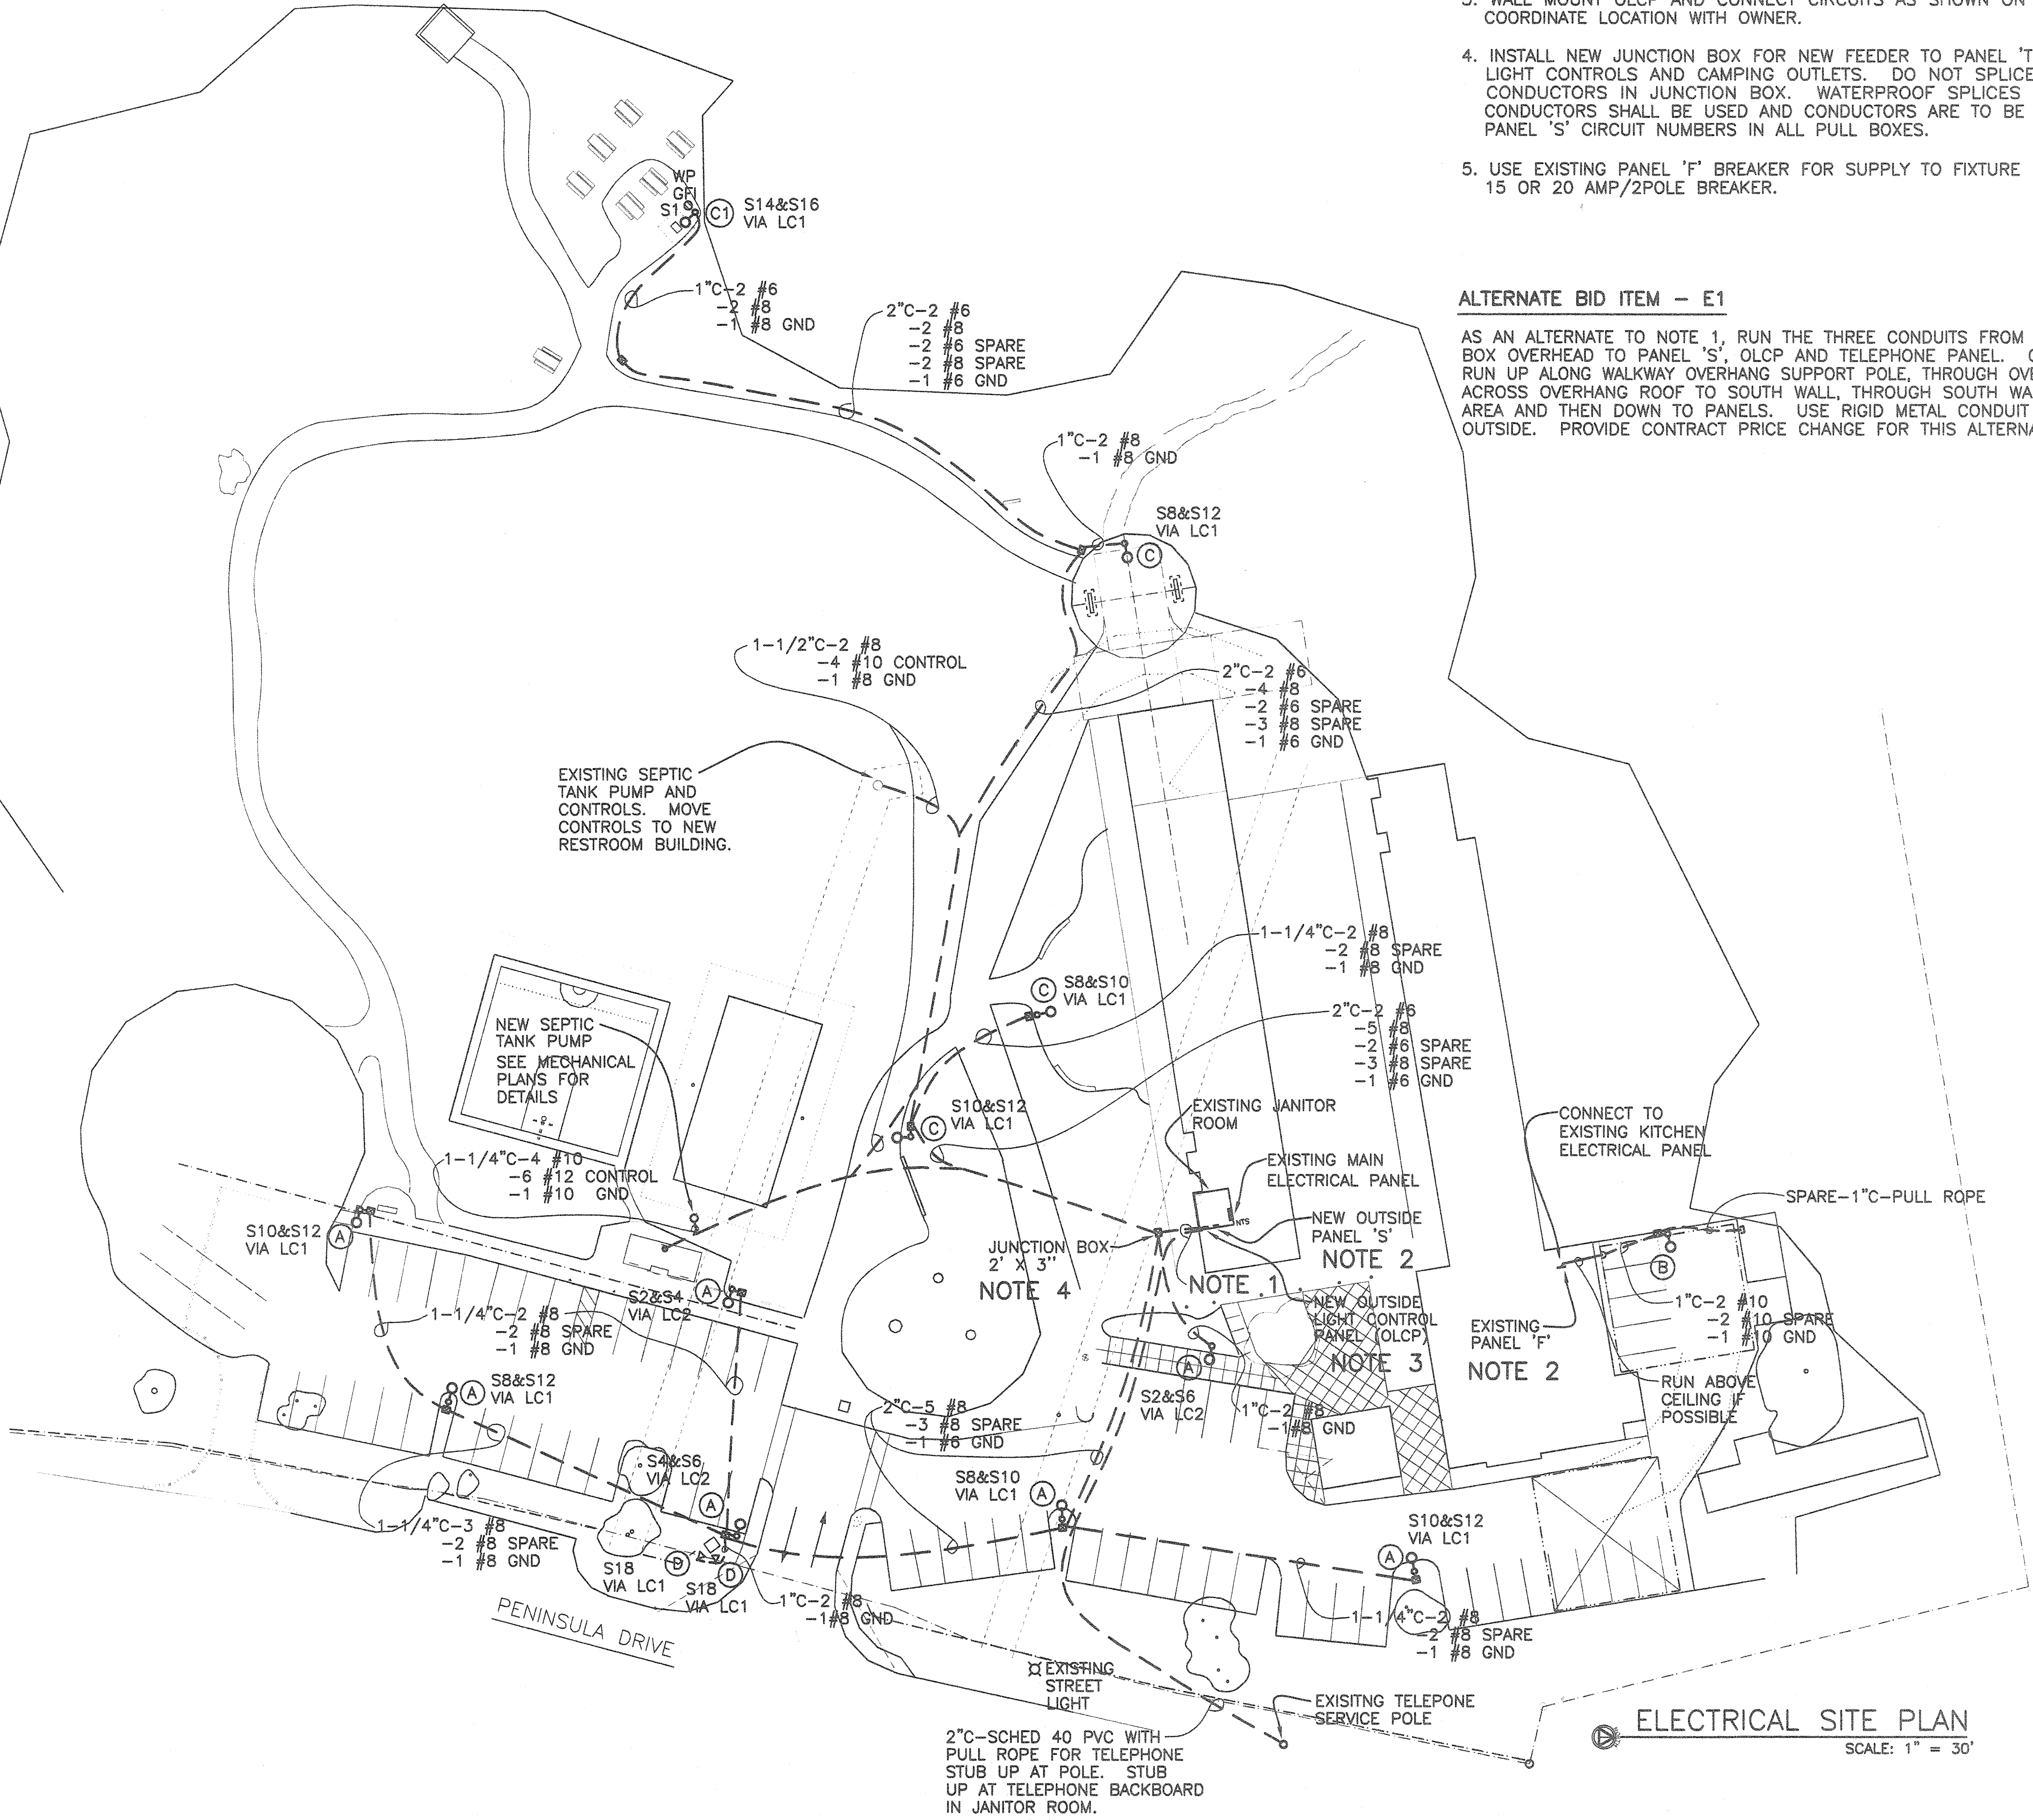 3. WALL MOUNT OLCP AND CONNECT CIRCUITS AS SHOWN ON
COORDINATE LOCATION WITH OWNER.
4. INSTALL NEW JUNCTION BOX FOR NEW FEEDER TO PANEL 'T
LIGHT CONTROLS AND CAMPING OUTLETS. DO NOT SPLICE
CONDUCTORS IN JUNCTION BOX. WATERPROOF SPLICES
CONDUCTORS SHALL BE USED AND CONDUCTORS ARE TO BE
PANEL 'S' CIRCUIT NUMBERS IN ALL PULL BOXES.
5. USE EXISTING PANEL 'F' BREAKER FOR SUPPLY TO FIXTURE
15 OR 20 AMP/2POLE BREAKER.
ALTERNATE BID ITEM - E1
AS AN ALTERNATE TO NOTE 1, RUN THE THREE CONDUITS FROM
BOX OVERHEAD TO PANEL 'S', OLCP AND TELEPHONE PANEL.
RUN UP ALONG WALKWAY OVERHANG SUPPORT POLE, THROUGH OVE
ACROSS OVERHANG ROOF TO SOUTH WALL, THROUGH SOUTH WA
AREA AND THEN DOWN TO PANELS. USE RIGID METAL CONDUIT
OUTSIDE. PROVIDE CONTRACT PRICE CHANGE FOR THIS ALTERNA
WP
GFI
S1
C1
S14&S16
VIA LC1
1"C-2 #6
-2 #8
-1 #8 GND
2"C-2 #6
-2 #8
-2 #6 SPARE
-2 #8 SPARE
-1 #6 GND
1"C-2 #8
-1 #8 GND
S8&S12
VIA LC1
C
1-1/2"C-2 #8
-4 #10 CONTROL
-1 #8 GND
2"C-2 #6
-4 #8
-2 #6 SPARE
-3 #8 SPARE
-1 #6 GND
EXISTING SEPTIC
TANK PUMP AND
CONTROLS. MOVE
CONTROLS TO NEW
RESTROOM BUILDING.
1-1/4"C-2 #8
-2 #8 SPARE
-1 #8 GND
C
S8&S10
VIA LC1
2"C-2 #6
-5 #8
-2 #6 SPARE
-3 #8 SPARE
-1 #6 GND
NEW SEPTIC
TANK PUMP
SEE MECHANICAL
PLANS FOR
DETAILS
S10&S12
VIA LC1
C
EXISTING JANITOR
ROOM
CONNECT TO
EXISTING KITCHEN
ELECTRICAL PANEL
1-1/4"C-4 #10
-6 #12 CONTROL
-1 #10 GND
EXISTING MAIN
ELECTRICAL PANEL
SPARE-1"C-PULL ROPE
NTS
S10&S12
VIA LC1
A
NEW OUTSIDE
PANEL 'S'
NOTE 2
JUNCTION BOX
2' X 3"
NOTE 4
NOTE 1
B
S2&S4
VIA LC2
A
NEW OUTSIDE
LIGHT CONTROL
PANEL (OLCP)
NOTE 3
1-1/4"C-2 #8
-2 #8 SPARE
-1 #8 GND
EXISTING
PANEL 'F'
NOTE 2
1"C-2 #10
-2 #10 SPARE
-1 #10 GND
A
S2&S6
VIA LC2
RUN ABOVE
CEILING IF
POSSIBLE
A
S8&S12
VIA LC1
2"C-5 #8
-3 #8 SPARE
-1 #6 GND
1"C-2 #8
-1#8 GND
S4&S6
VIA LC2
A
S8&S10
VIA LC1
A
1-1/4"C-3 #8
-2 #8 SPARE
-1 #8 GND
S10&S12
VIA LC1
A
S18
VIA LC1
D
D
S18
VIA LC1
1"C-2 #8
-1#8 GND
1-1/4"C-2 #8
-2 #8 SPARE
-1 #8 GND
PENINSULA DRIVE
EXISTING
STREET
LIGHT
EXISITNG TELEPONE
SERVICE POLE
2"C-SCHED 40 PVC WITH
PULL ROPE FOR TELEPHONE
STUB UP AT POLE. STUB
UP AT TELEPHONE BACKBOARD
IN JANITOR ROOM.
ELECTRICAL SITE PLAN
SCALE: 1" = 30'